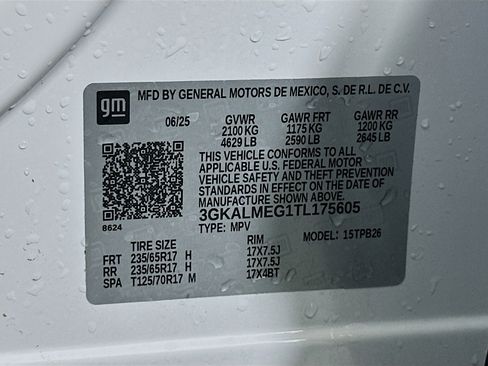 gm
MFD BY GENERAL MOTORS DE MEXICO, S. DE R.L. DE C.V.
06/25 GVWR GAWR FRT GAWR RR
2100 KG 1175 KG 1200 KG
4629 LB 2590 LB 2645 LB
THIS VEHICLE CONFORMS TO ALL
APPLICABLE U.S. FEDERAL MOTOR
VEHICLE SAFETY AND THEFT PREVENTION
STANDARDS IN EFFECT ON THE DATE OF
MANUFACTURE SHOWN ABOVE.
3GKALMEG1TL175605
8624 TYPE: MPV MODEL: 15TPB26
TIRE SIZE RIM
FRT 235/65R17 H 17X7.5J
RR 235/65R17 H 17X7.5J
SPA T125/70R17 M 17X4BT